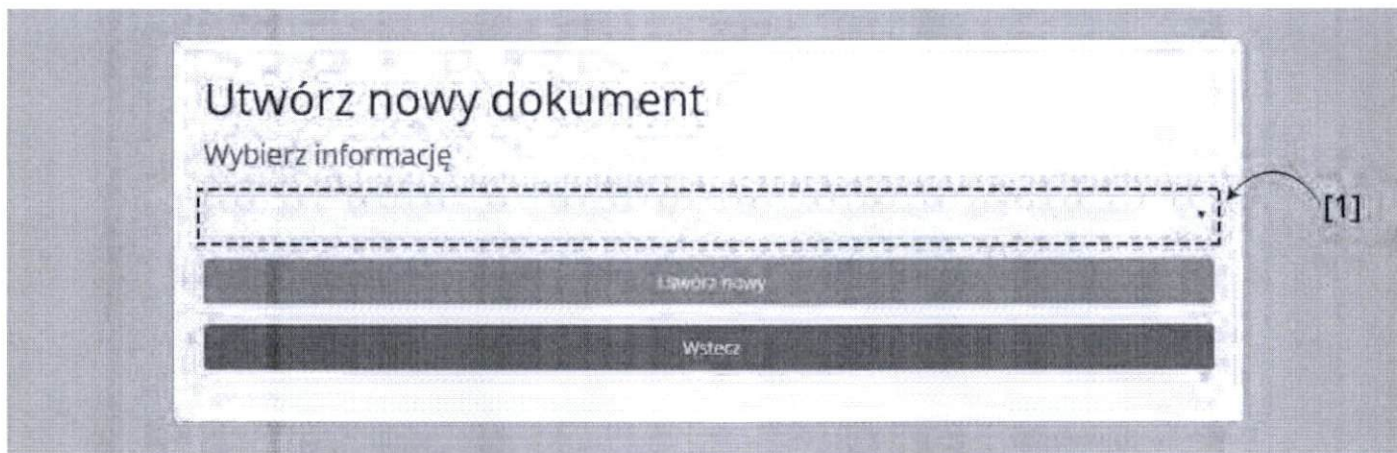 Utwórz nowy dokument
Wybierz informację
[1]
Utwórz nowy
Wstecz